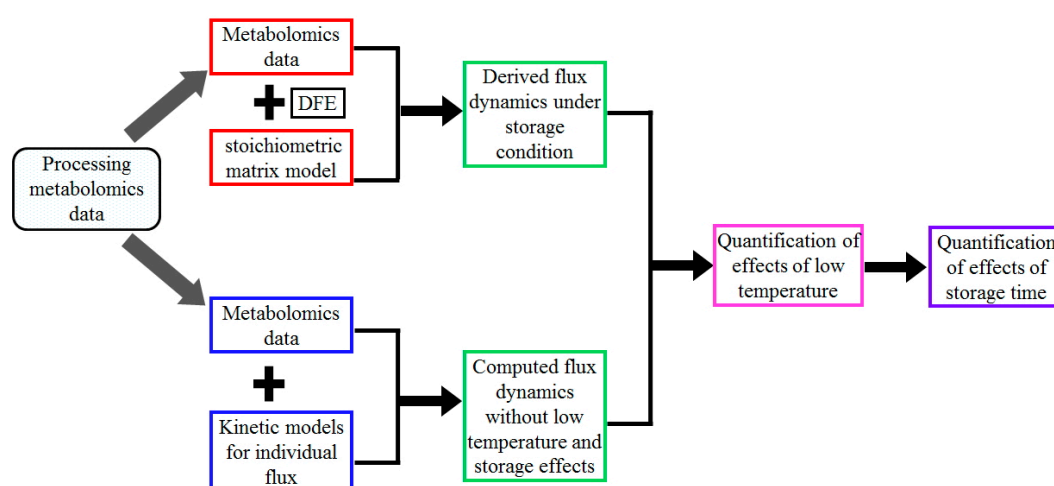 Processing
metabolomics
data
Metabolomics
data
DFE
stoichiometric
matrix model
Derived flux
dynamics under
storage
condition
Metabolomics
data
Kinetic models
for individual
flux
Computed flux
dynamics
without low
temperature and
storage effects
Quantification of
effects of low
temperature
Quantification
of effects of
storage time